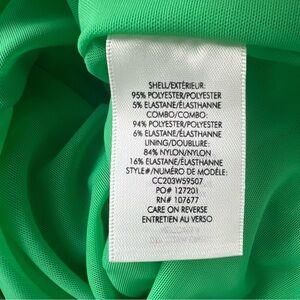 SHELL/EXTÉRIEUR:
95% POLYESTER/POLYESTER
5% ELASTANE/ÉLASTHANNE
COMBO/COMBO:
94% POLYESTER/POLYESTER
6% ELASTANE/ÉLASTHANNE
LINING/DOUBLURE:
84% NYLON/NYLON
16% ELASTANE/ÉLASTHANNE
STYLE#/NUMÉRO DE MODÈLE:
CC203W59507
PO# 127201
RN# 107677
CARE ON REVERSE
ENTRETIEN AU VERSO